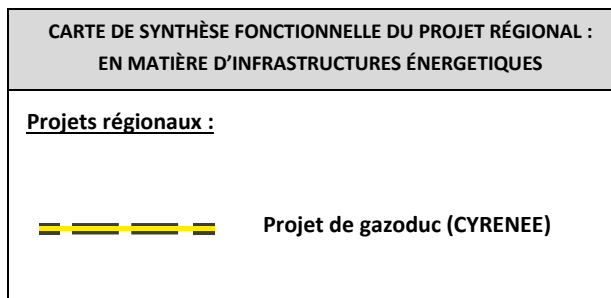 CARTE DE SYNTHÈSE FONCTIONNELLE DU PROJET RÉGIONAL :
EN MATIÈRE D’INFRASTRUCTURES ÉNERGETIQUES
Projets régionaux :
Projet de gazoduc (CYRENEE)